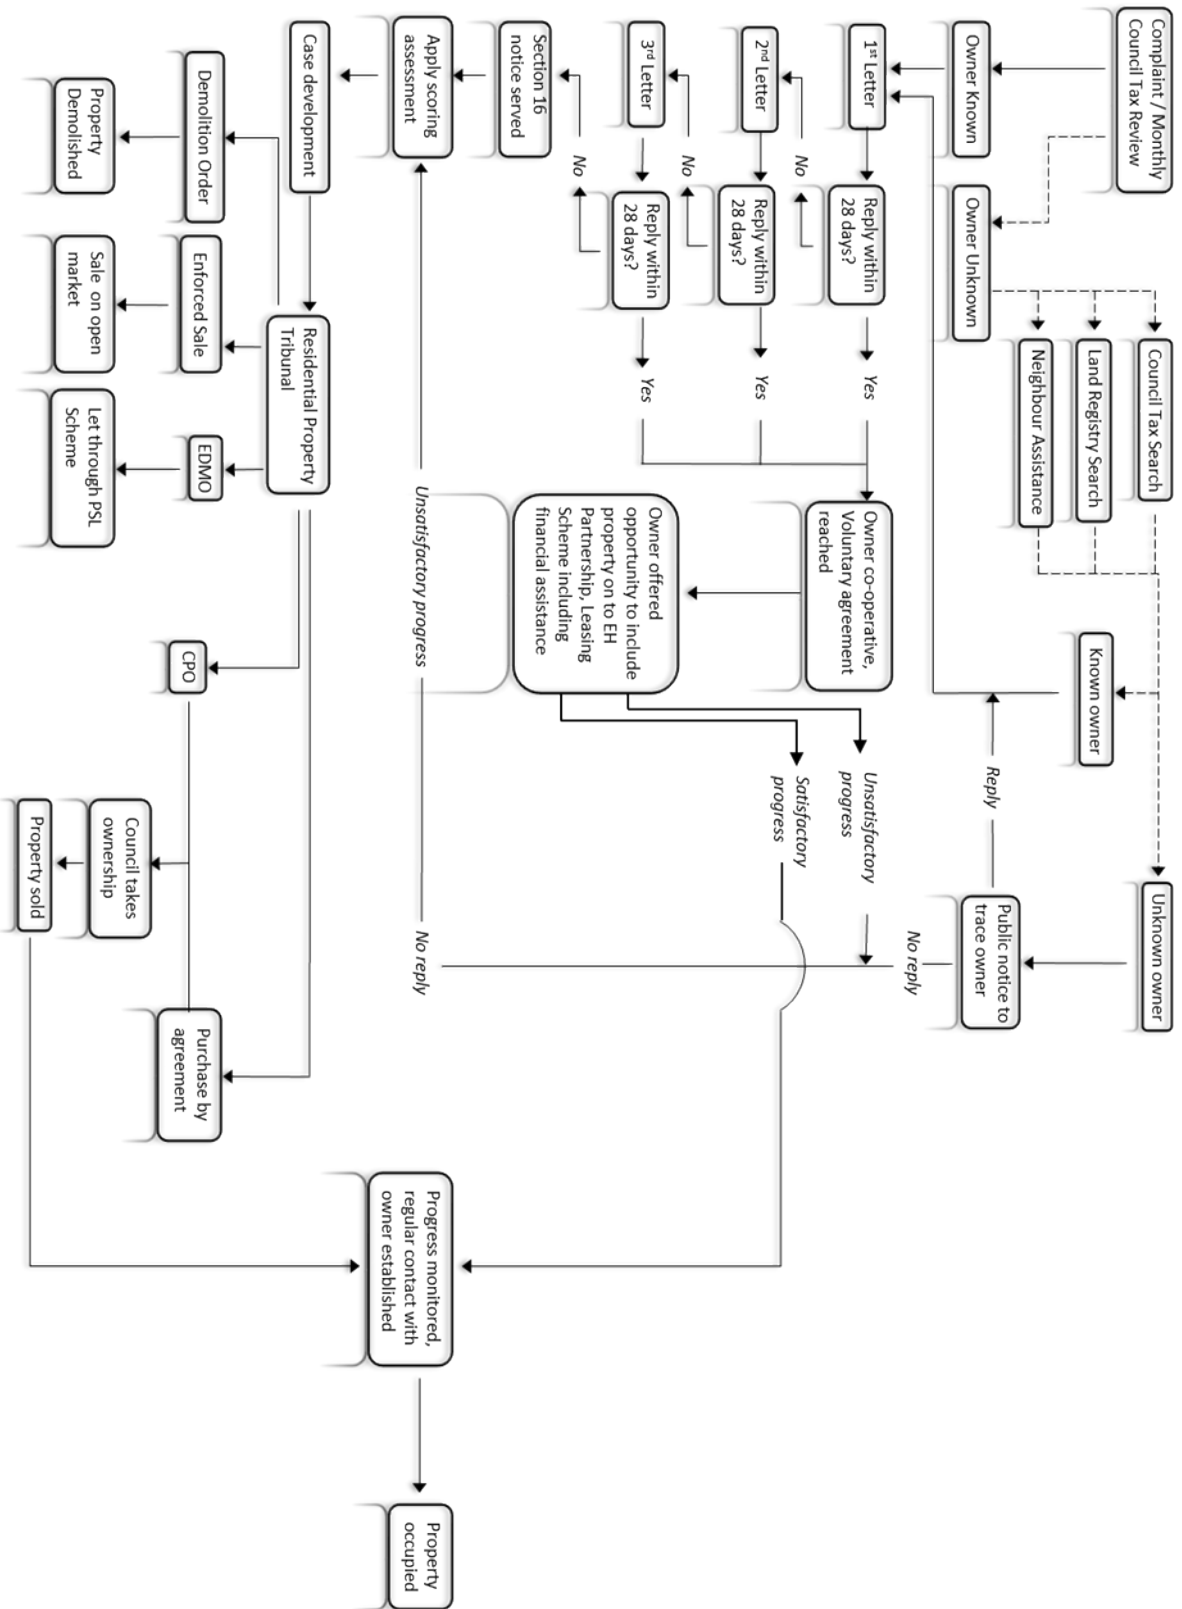 Complaint / Monthly
Council Tax Review
Owner Known
Owner Unknown
Council Tax Search
Land Registry Search
Neighbour Assistance
Known owner
Unknown owner
Public notice to
trace owner
Reply
No reply
1st Letter
Reply within
28 days?
Yes
No
2nd Letter
Reply within
28 days?
Yes
No
3rd Letter
Reply within
28 days?
Yes
No
Owner co-operative,
Voluntary agreement
reached
Owner offered
opportunity to include
property on to EH
Partnership, Leasing
Scheme including
financial assistance
Unsatisfactory
progress
Satisfactory
progress
Section 16
notice served
Apply scoring
assessment
Unsatisfactory progress
No reply
Case development
Residential Property
Tribunal
Demolition Order
Enforced Sale
EDMO
CPO
Purchase by
agreement
Property
Demolished
Sale on open
market
Let through PSL
Scheme
Council takes
ownership
Property sold
Progress monitored,
regular contact with
owner established
Property
occupied